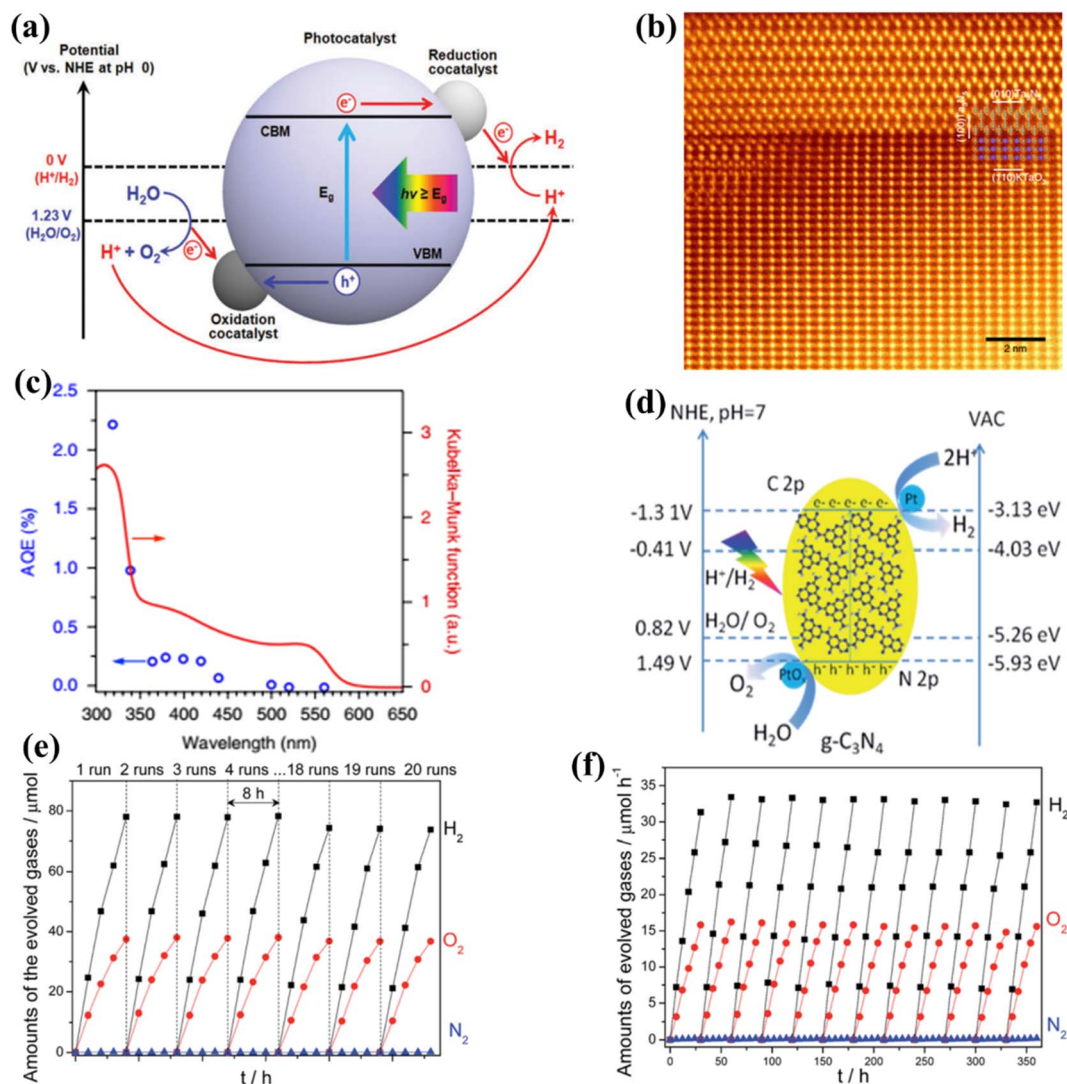 (a)
Potential
(V vs. NHE at pH 0)
Photocatalyst
Reduction
cocatalyst
e-
CBM
e-
H2
0 V
(H+/H2)
H2O
Eg
hν ≥ Eg
H+
1.23 V
(H2O/O2)
H+ + O2
e-
VBM
h+
Oxidation
cocatalyst
(b)
(010)Ta3N5
(100)Ta3N5
2 nm
(c)
2.5
2.0
1.5
1.0
0.5
0.0
AQE (%)
3
2
1
0
Kubelka–Munk function (a.u.)
300 350 400 450 500 550 600 650
Wavelength (nm)
(d)
NHE, pH=7
VAC
2H+
C 2p
e- e- e- e- e-
Pt
-1.3 1V
-3.13 eV
H2
-0.41 V
-4.03 eV
H+/H2
H2O/ O2
0.82 V
-5.26 eV
1.49 V
-5.93 eV
h+ h+ h+ h+ h+
N 2p
O2
PtOx
H2O
g-C3N4
(e)
1 run 2 runs 3 runs 4 runs ...18 runs 19 runs 20 runs
8 h
80
60
40
20
0
Amounts of the evolved gases / μmol
H2
O2
N2
t / h
(f)
35.0
32.5
25
20
15
10
5
0
Amounts of evolved gases / μmol h-1
H2
O2
N2
0 50 100 150 200 250 300 350
t / h